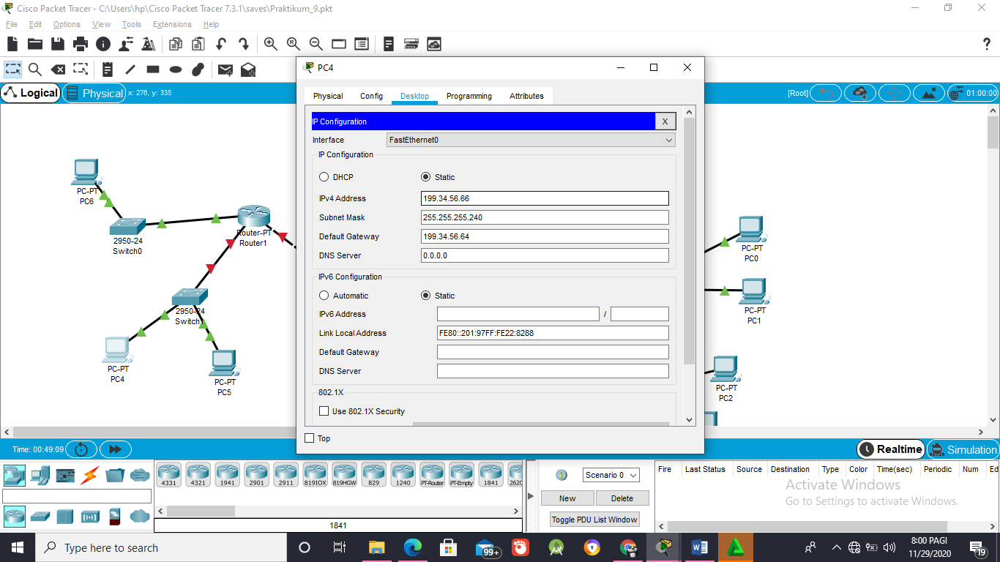 Cisco Packet Tracer - C:\Users\hp\Cisco Packet Tracer 7.3.1\saves\Praktikum_9.pkt
File Edit Options View Tools Extensions Help
Logical Physical x: 276, y: 335
[Root] 01:00:00
PC4
Physical Config Desktop Programming Attributes
IP Configuration X
Interface FastEthernet0
IP Configuration
DHCP Static
IPv4 Address 199.34.56.66
Subnet Mask 255.255.255.240
Default Gateway 199.34.56.64
DNS Server 0.0.0.0
IPv6 Configuration
Automatic Static
IPv6 Address /
Link Local Address FE80::201:97FF:FE22:8288
Default Gateway
DNS Server
802.1X
Use 802.1X Security
Top
PC-PT
PC6
2950-24
Switch0
Router-PT
Router1
2950-24
Switch1
PC-PT
PC4
PC-PT
PC5
PC-PT
PC0
PC-PT
PC1
PC-PT
PC2
Time: 00:49:09
Realtime Simulation
4331 4321 1941 2901 2911 819IOX 819HGW 829 1240 PT-Router PT-Empty 1841 2620
1841
Scenario 0
New Delete
Toggle PDU List Window
Fire Last Status Source Destination Type Color Time(sec) Periodic Num Ed
Activate Windows
Go to Settings to activate Windows.
Type here to search
99+
8:00 PAGI
11/29/2020
19